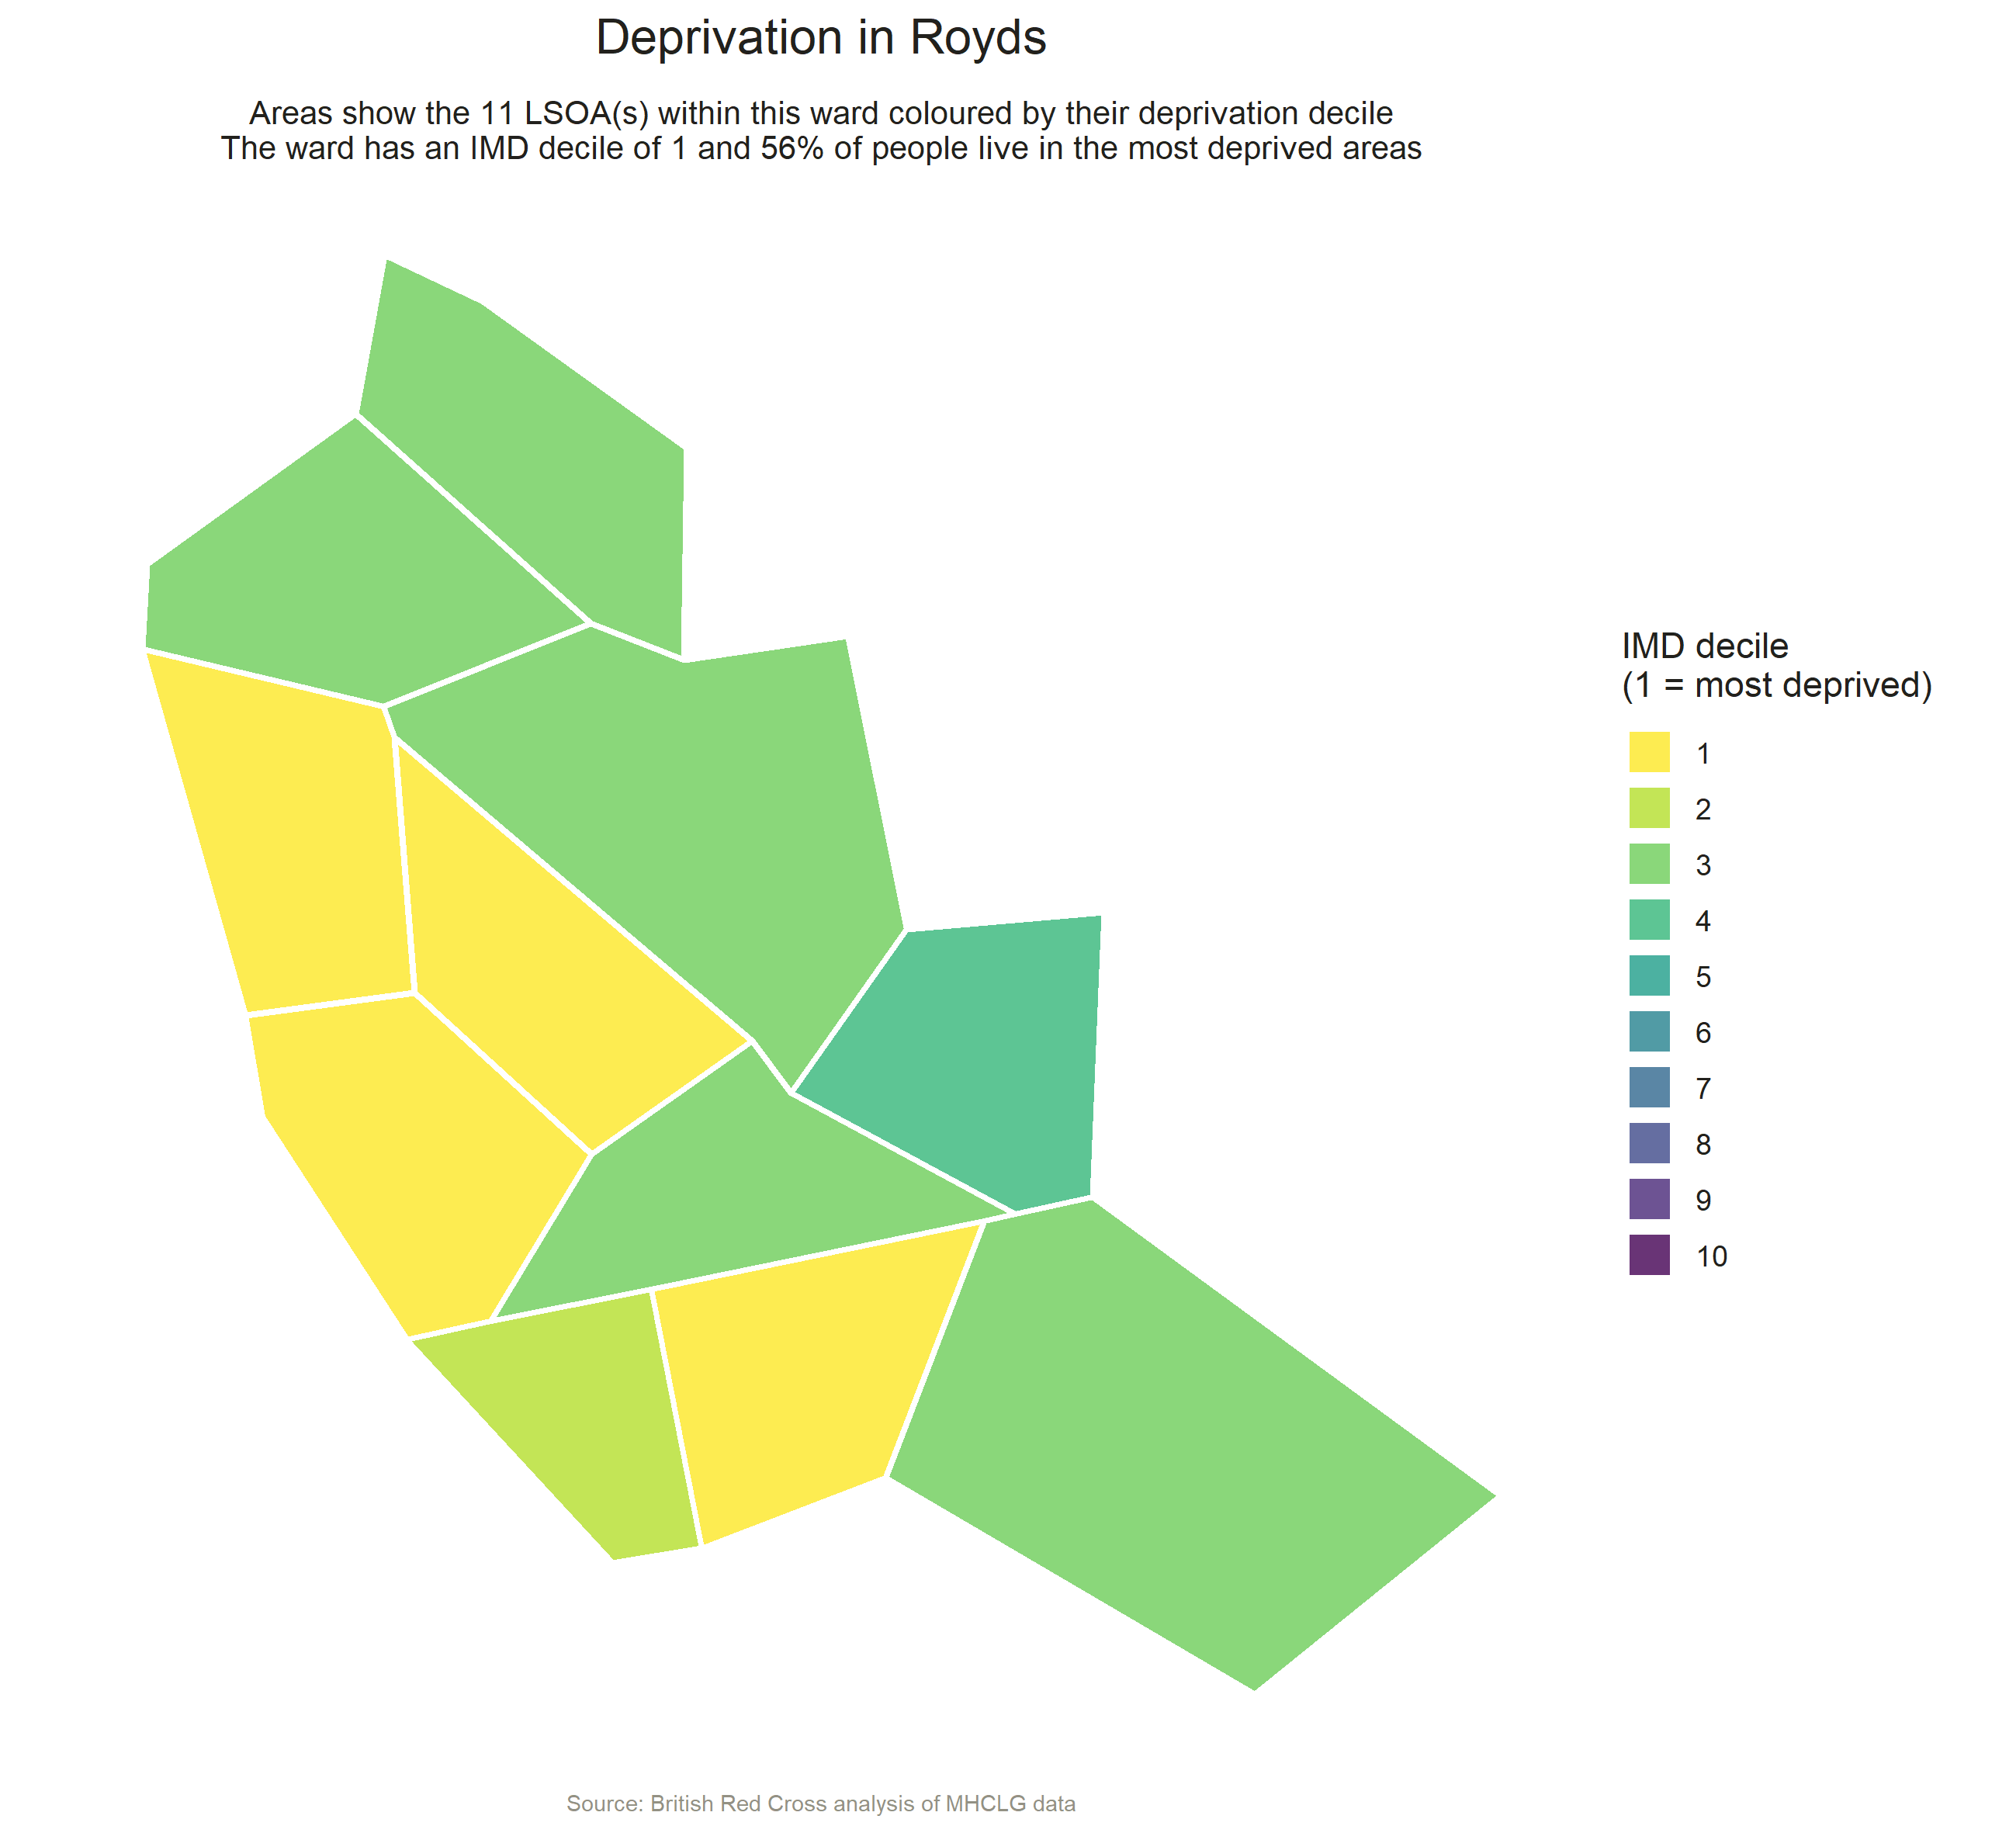 Deprivation in Royds
Areas show the 11 LSOA(s) within this ward coloured by their deprivation decile
The ward has an IMD decile of 1 and 56% of people live in the most deprived areas
IMD decile
(1 = most deprived)
1
2
3
4
5
6
7
8
9
10
Source: British Red Cross analysis of MHCLG data